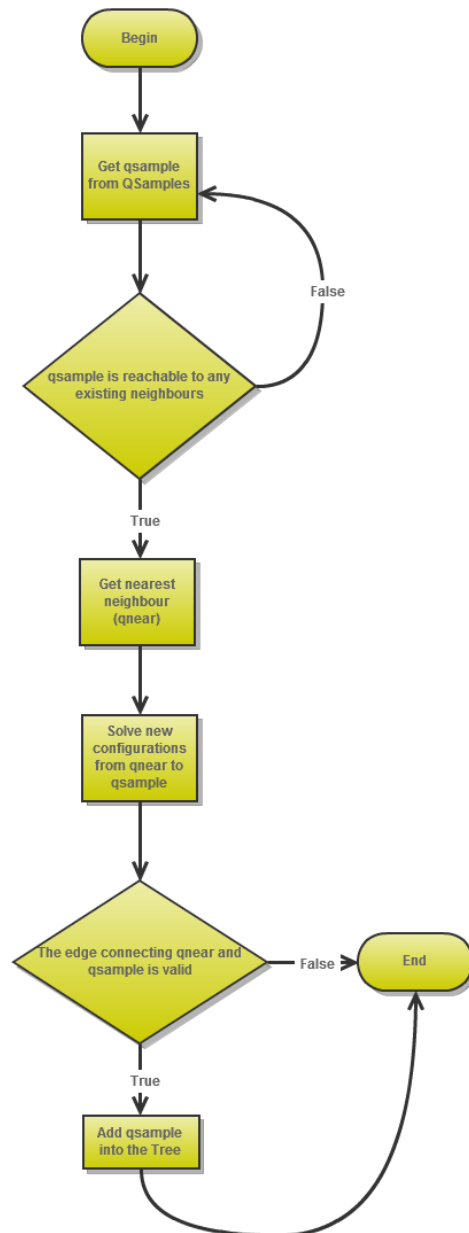 Begin
Get qsample
from QSamples
False
qsample is reachable to any
existing neighbours
True
Get nearest
neighbour
(qnear)
Solve new
configurations
from qnear to
qsample
The edge connecting qnear and
qsample is valid
False
End
True
Add qsample
into the Tree